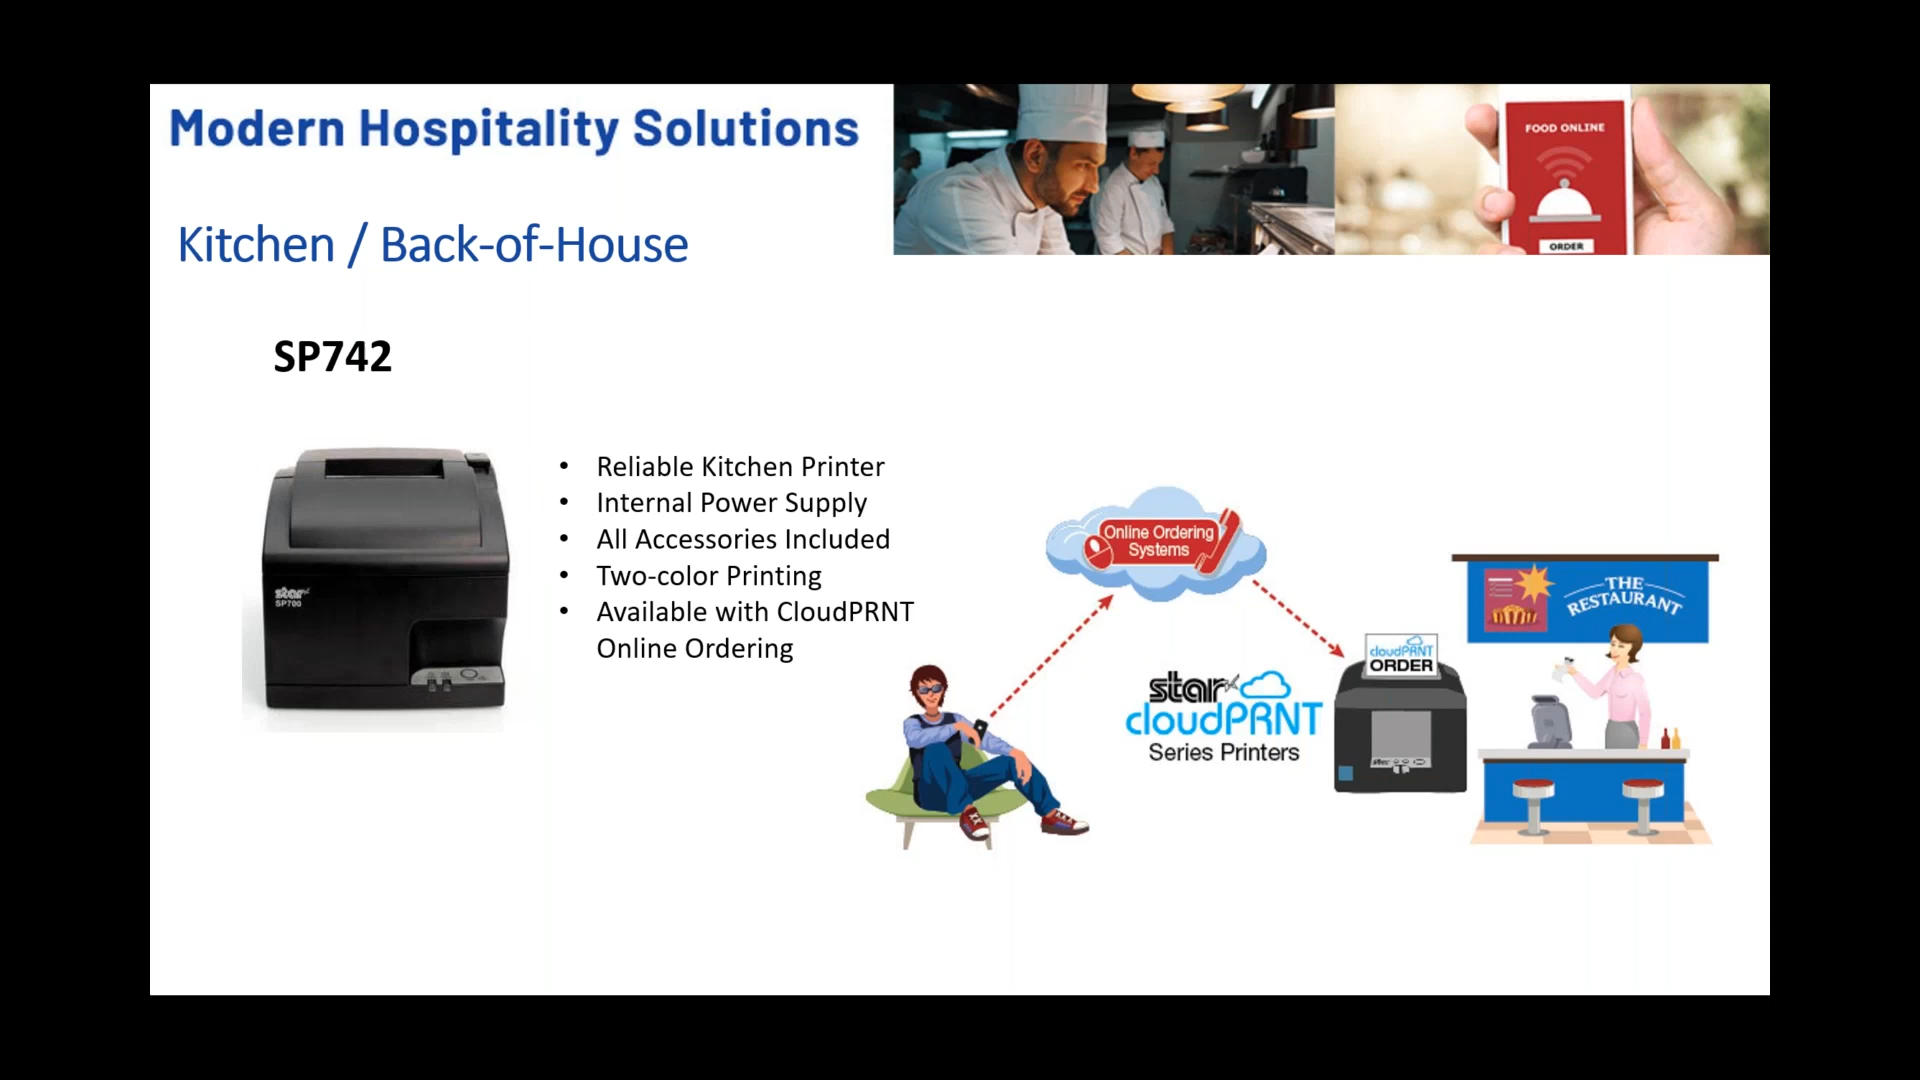 Modern Hospitality Solutions
FOOD ONLINE
ORDER
Kitchen / Back-of-House
SP742
star
SP700
• Reliable Kitchen Printer
• Internal Power Supply
• All Accessories Included
• Two-color Printing
• Available with CloudPRNT
Online Ordering
Online Ordering
Systems
star
cloudPRNT
Series Printers
cloudPRNT
ORDER
star
THE
RESTAURANT